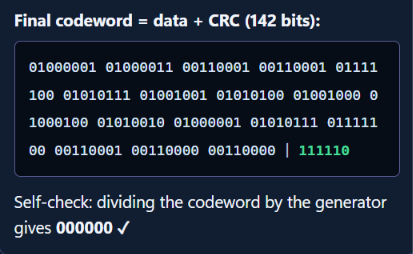 Final codeword = data + CRC (142 bits):
01000001 01000011 00110001 00110001 01111
100 01010111 01001001 01010100 01001000 0
1000100 01010010 01000001 01010111 011111
00 00110001 00110000 00110000 | 111110
Self-check: dividing the codeword by the generator
gives 000000 ✓